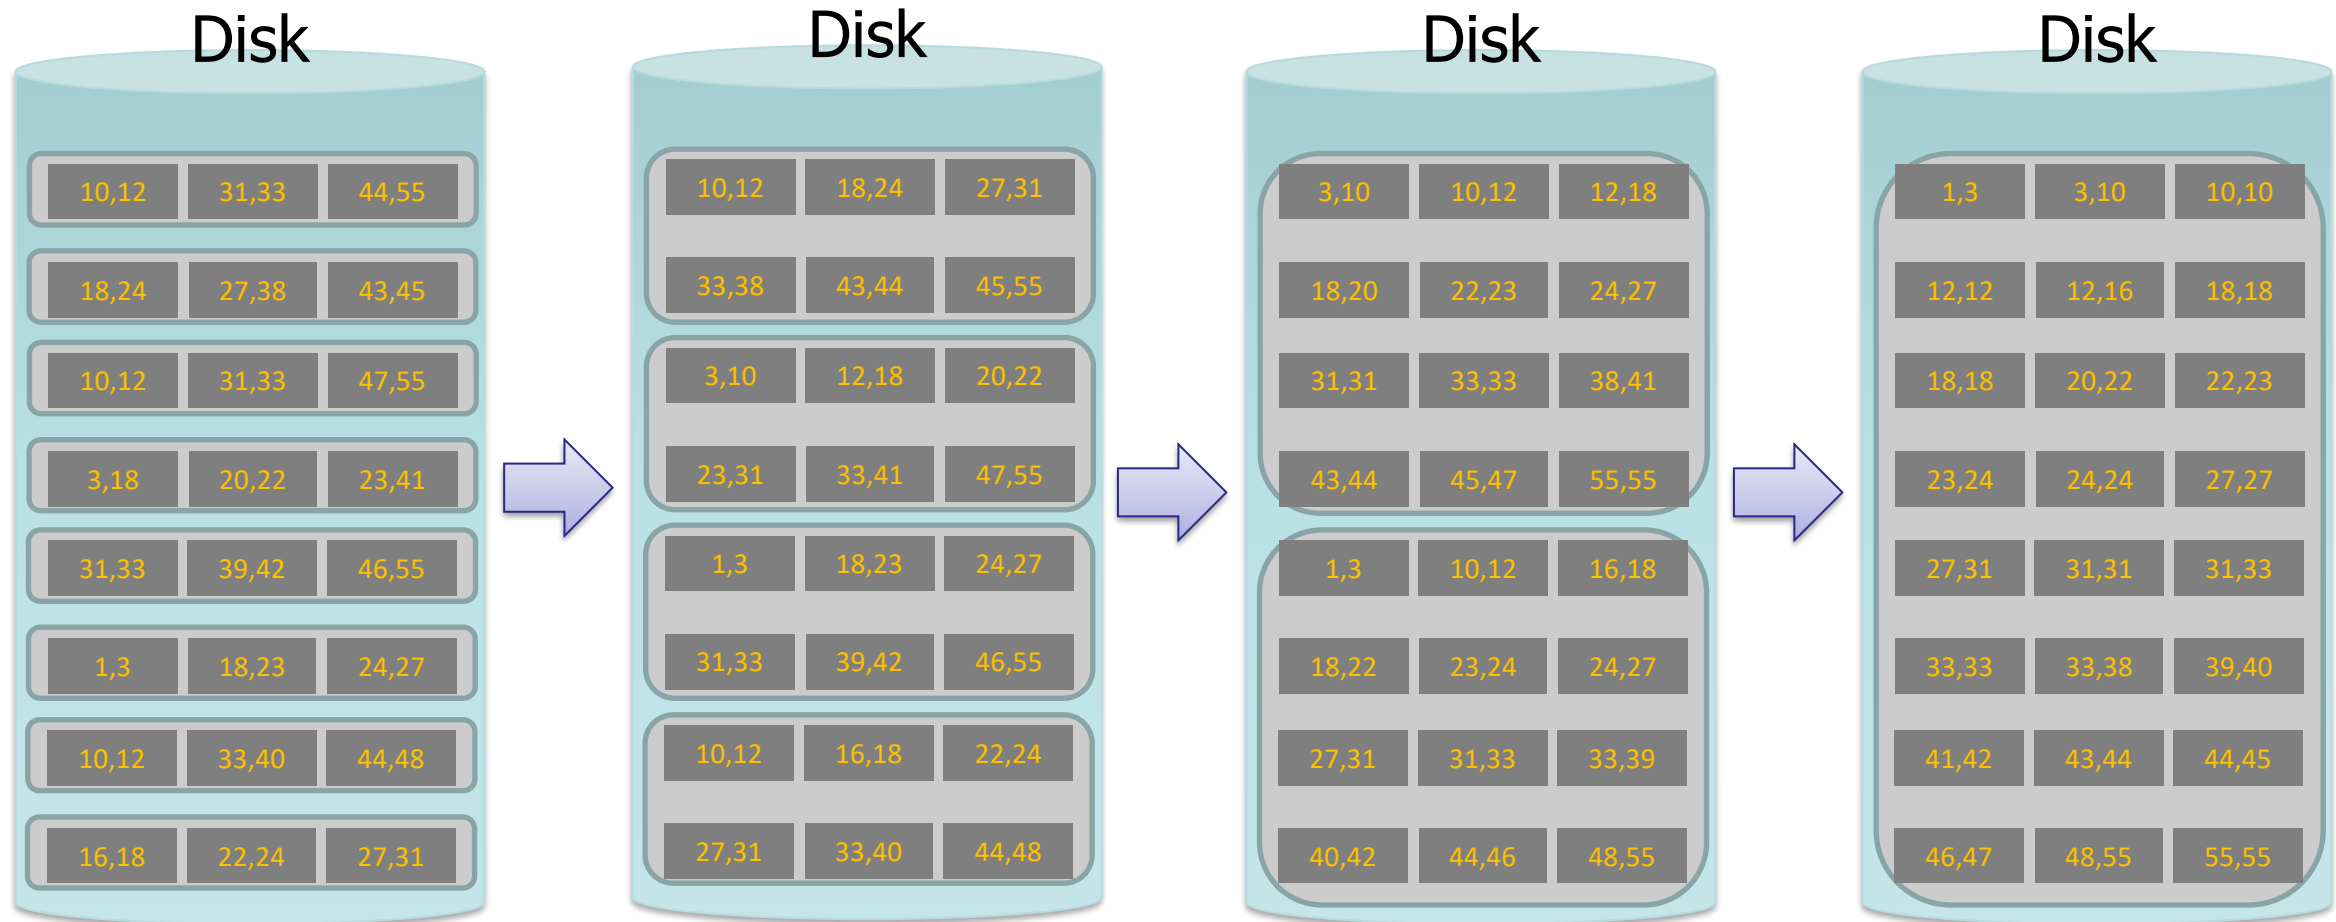 Disk
10,12 31,33 44,55
18,24 27,38 43,45
10,12 31,33 47,55
3,18 20,22 23,41
31,33 39,42 46,55
1,3 18,23 24,27
10,12 33,40 44,48
16,18 22,24 27,31
Disk
10,12 18,24 27,31
33,38 43,44 45,55
3,10 12,18 20,22
23,31 33,41 47,55
1,3 18,23 24,27
31,33 39,42 46,55
10,12 16,18 22,24
27,31 33,40 44,48
Disk
3,10 10,12 12,18
18,20 22,23 24,27
31,31 33,33 38,41
43,44 45,47 55,55
1,3 10,12 16,18
18,22 23,24 24,27
27,31 31,33 33,39
40,42 44,46 48,55
Disk
1,3 3,10 10,10
12,12 12,16 18,18
18,18 20,22 22,23
23,24 24,24 27,27
27,31 31,31 31,33
33,33 33,38 39,40
41,42 43,44 44,45
46,47 48,55 55,55